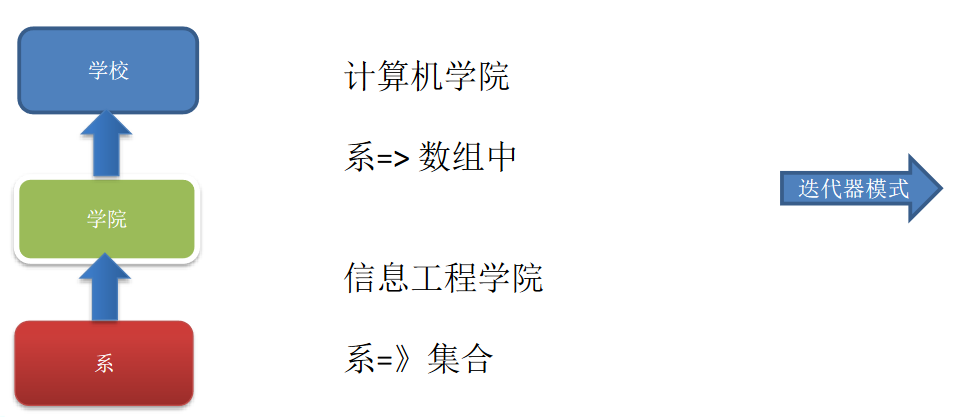 学校
学院
系
计算机学院
系=> 数组中
信息工程学院
系=》集合
迭代器模式